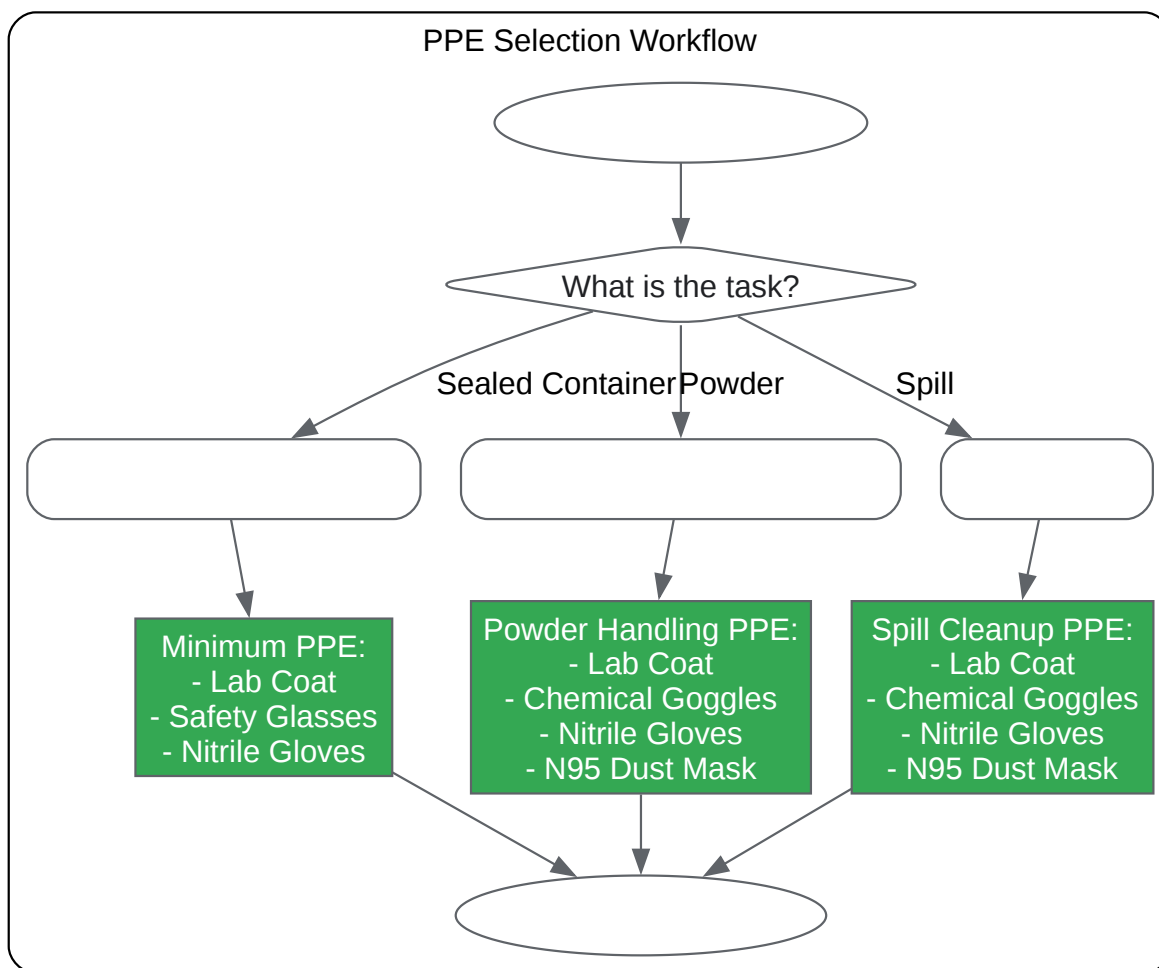 PPE Selection Workflow
What is the task?
Sealed Container
Powder
Spill
Minimum PPE:
- Lab Coat
- Safety Glasses
- Nitrile Gloves
Powder Handling PPE:
- Lab Coat
- Chemical Goggles
- Nitrile Gloves
- N95 Dust Mask
Spill Cleanup PPE:
- Lab Coat
- Chemical Goggles
- Nitrile Gloves
- N95 Dust Mask